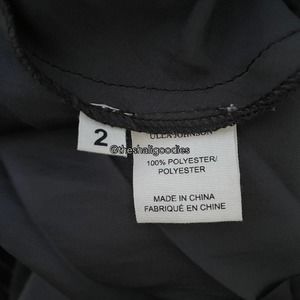 ULLA JOHNSON
2
@theshaligoodies
100% POLYESTER/
POLYESTER
MADE IN CHINA
FABRIQUÉ EN CHINE